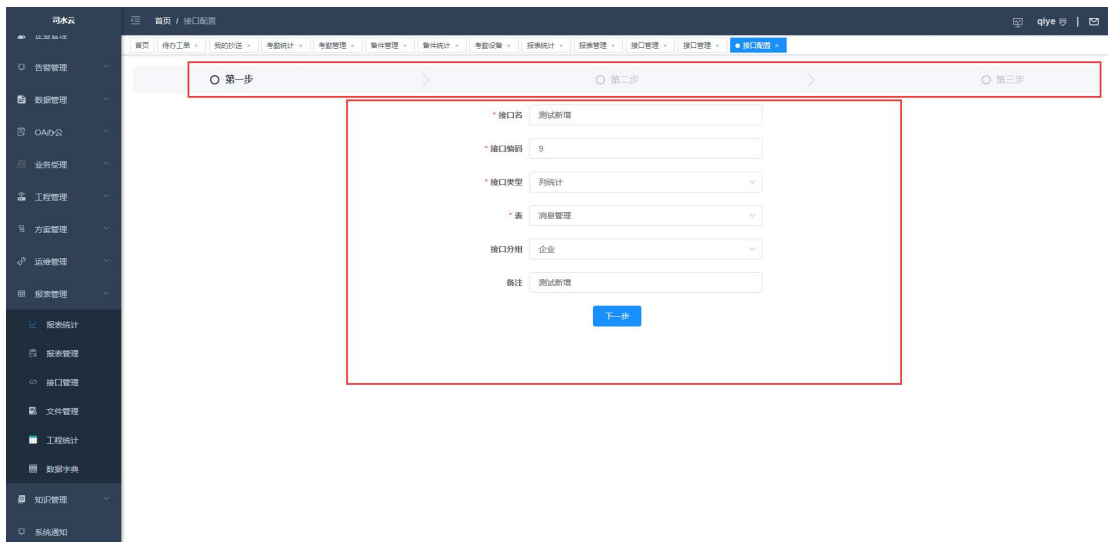 司水云
首页 / 接口配置
qiye
企业管理
首页 待办工单 × 我的抄送 × 考勤统计 × 考勤管理 × 备件管理 × 备件统计 × 考勤设备 × 报表统计 × 报表管理 × 接口管理 × 接口管理 × 接口配置 ×
告警管理
数据管理
OA办公
业务受理
工程管理
方案管理
运维管理
报表管理
报表统计
报表管理
接口管理
文件管理
工程统计
数据字典
知识管理
系统通知
第一步
第二步
第三步
* 接口名 测试新增
* 接口编码 9
* 接口类型 列统计
* 表 消息管理
接口分组 企业
备注 测试新增
下一步